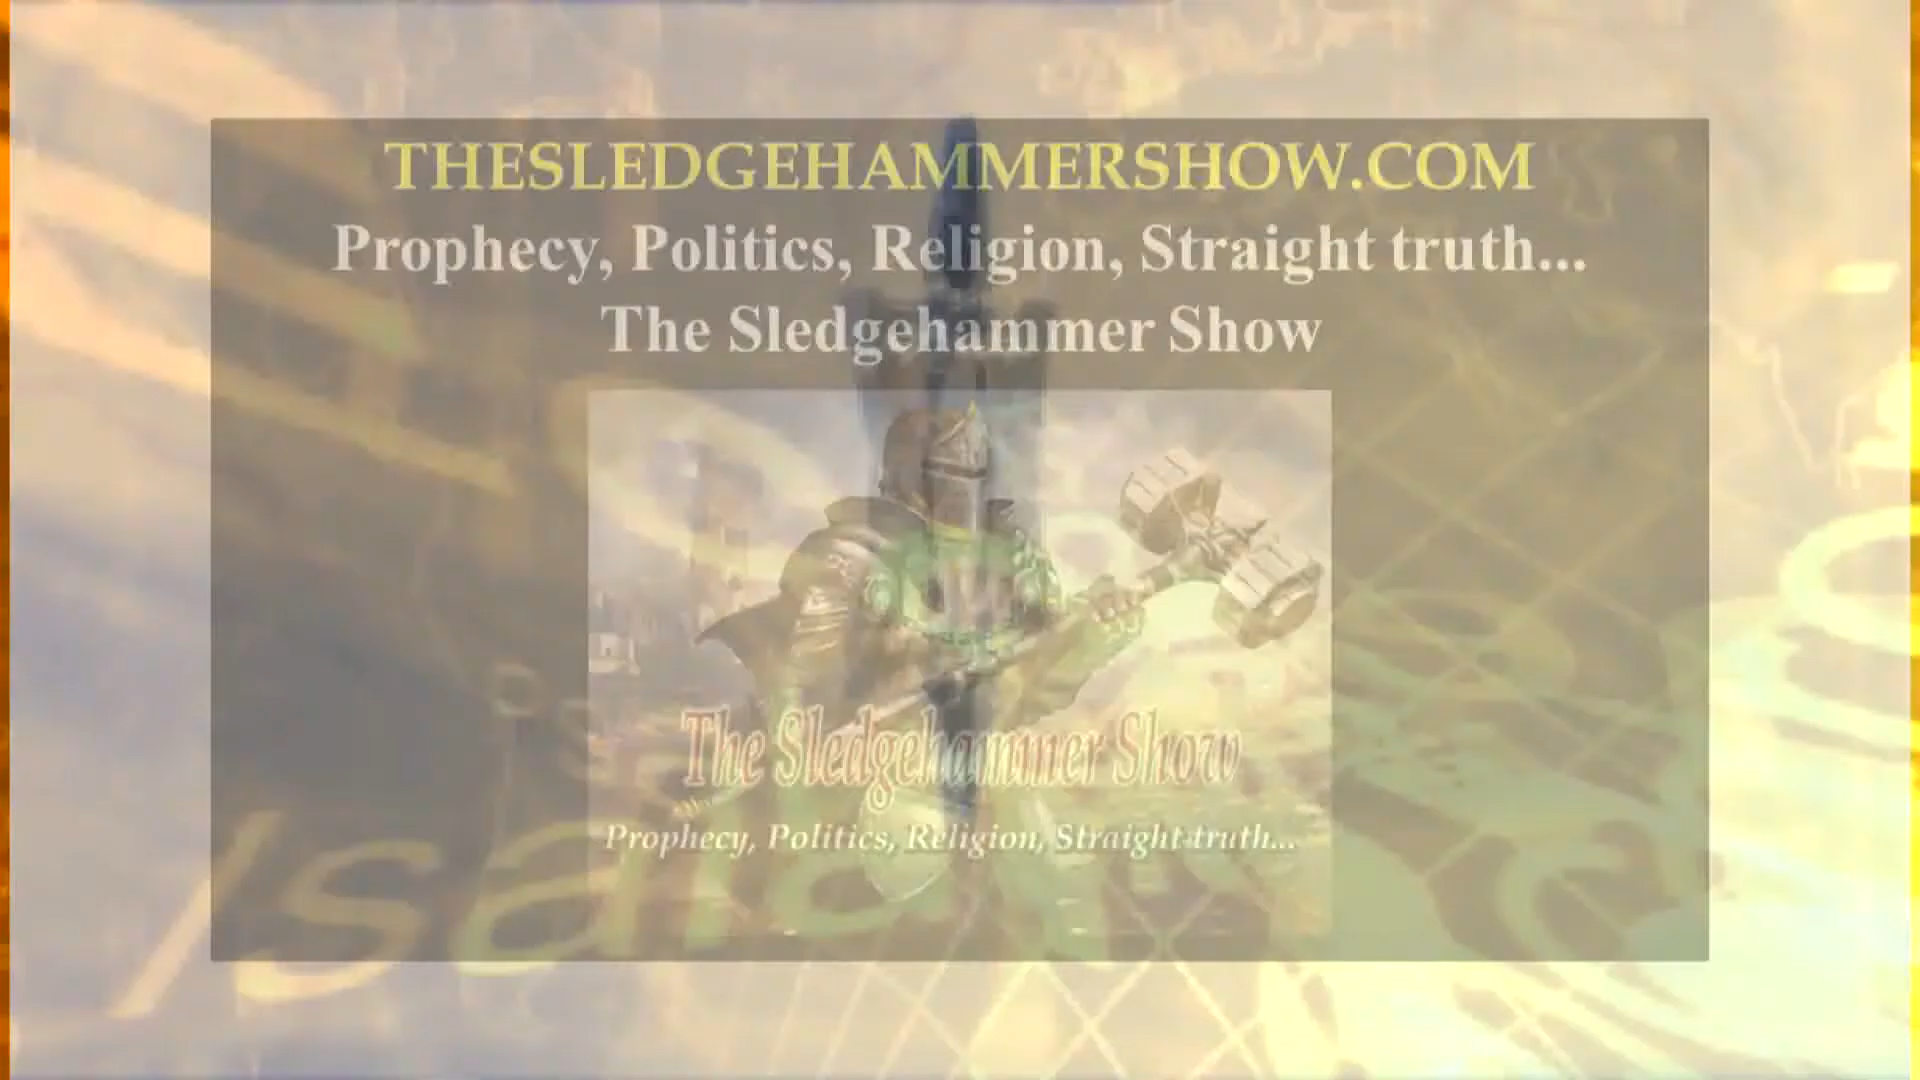 THESLEDGEHAMMERSHOW.COM
Prophecy, Politics, Religion, Straight truth...
The Sledgehammer Show
The Sledgehammer Show
Prophecy, Politics, Religion, Straight truth...